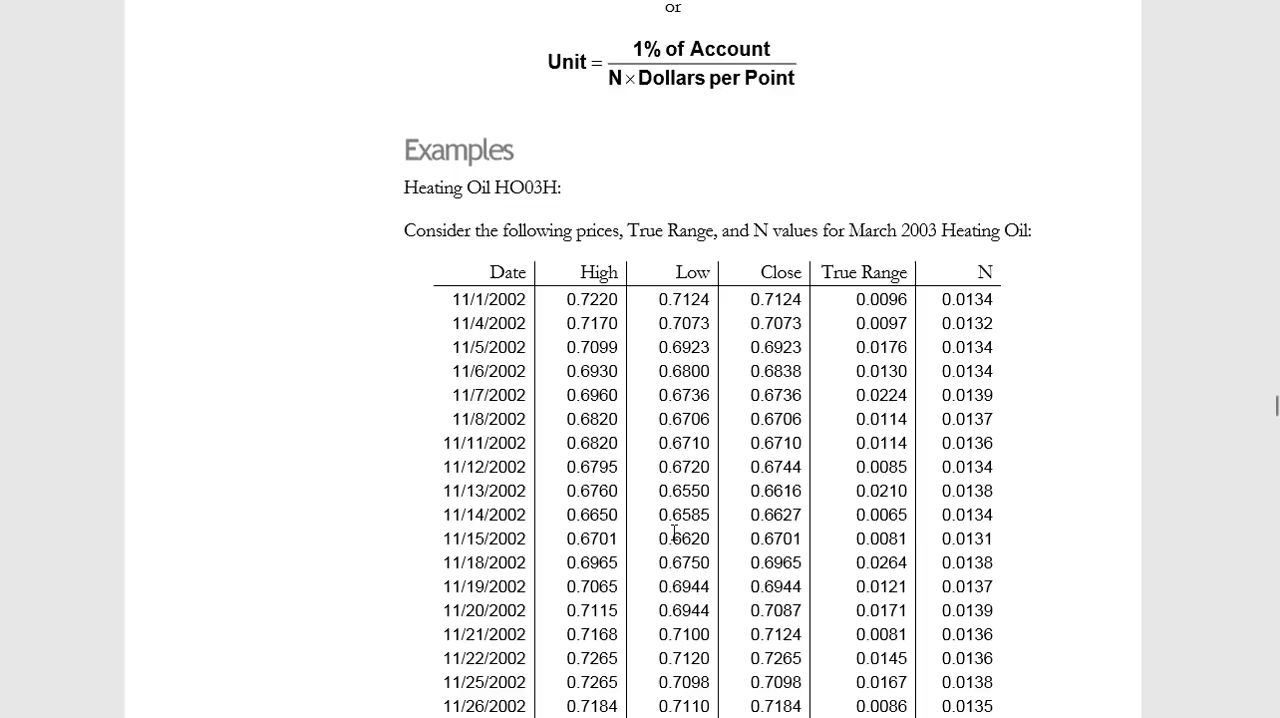 or
Unit = 1% of Account
N × Dollars per Point
Examples
Heating Oil HO03H:
Consider the following prices, True Range, and N values for March 2003 Heating Oil:
Date High Low Close True Range N
11/1/2002 0.7220 0.7124 0.7124 0.0096 0.0134
11/4/2002 0.7170 0.7073 0.7073 0.0097 0.0132
11/5/2002 0.7099 0.6923 0.6923 0.0176 0.0134
11/6/2002 0.6930 0.6800 0.6838 0.0130 0.0134
11/7/2002 0.6960 0.6736 0.6736 0.0224 0.0139
11/8/2002 0.6820 0.6706 0.6706 0.0114 0.0137
11/11/2002 0.6820 0.6710 0.6710 0.0114 0.0136
11/12/2002 0.6795 0.6720 0.6744 0.0085 0.0134
11/13/2002 0.6760 0.6550 0.6616 0.0210 0.0138
11/14/2002 0.6650 0.6585 0.6627 0.0065 0.0134
11/15/2002 0.6701 0.6620 0.6701 0.0081 0.0131
11/18/2002 0.6965 0.6750 0.6965 0.0264 0.0138
11/19/2002 0.7065 0.6944 0.6944 0.0121 0.0137
11/20/2002 0.7115 0.6944 0.7087 0.0171 0.0139
11/21/2002 0.7168 0.7100 0.7124 0.0081 0.0136
11/22/2002 0.7265 0.7120 0.7265 0.0145 0.0136
11/25/2002 0.7265 0.7098 0.7098 0.0167 0.0138
11/26/2002 0.7184 0.7110 0.7184 0.0086 0.0135